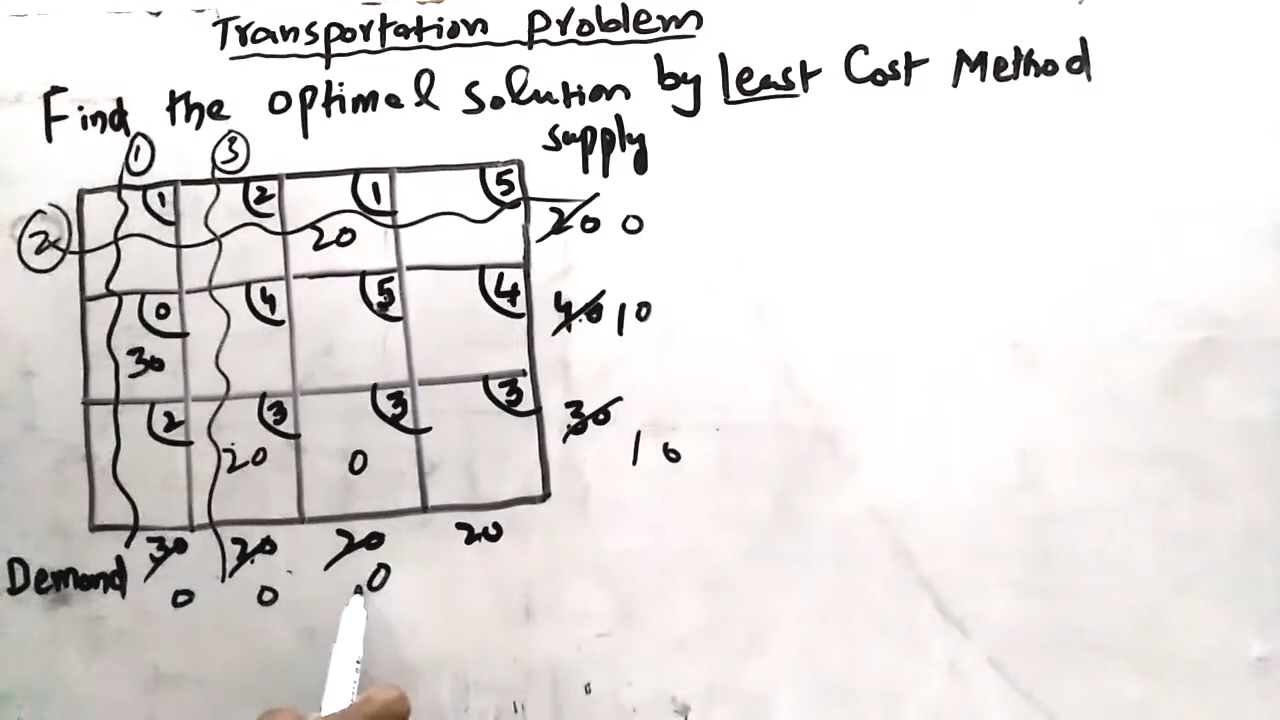 Transportation Problem
Find the optimal solution by least Cost Method
supply
1 3
1 2 1 5
2 20 20 0
0 4 5 4 40 10
30
2 3 3 3 30
20 0 10
30 20 20 20
Demand 0 0 0